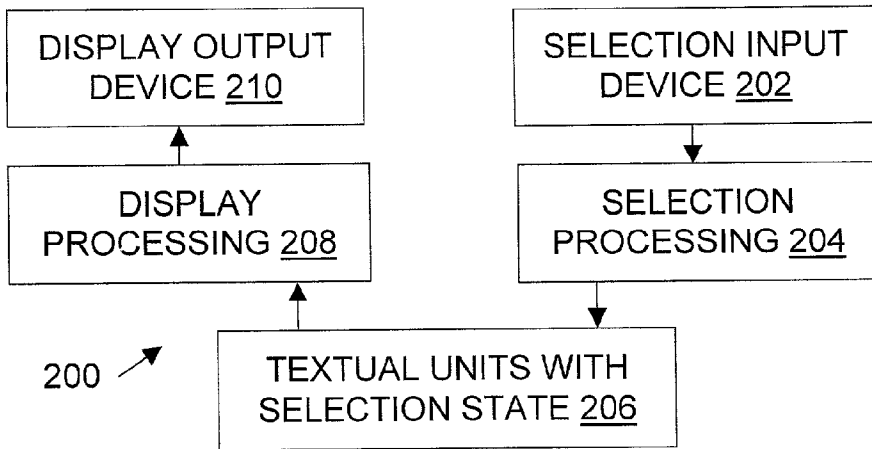 DISPLAY OUTPUT
DEVICE 210
SELECTION INPUT
DEVICE 202
DISPLAY
PROCESSING 208
SELECTION
PROCESSING 204
200
TEXTUAL UNITS WITH
SELECTION STATE 206